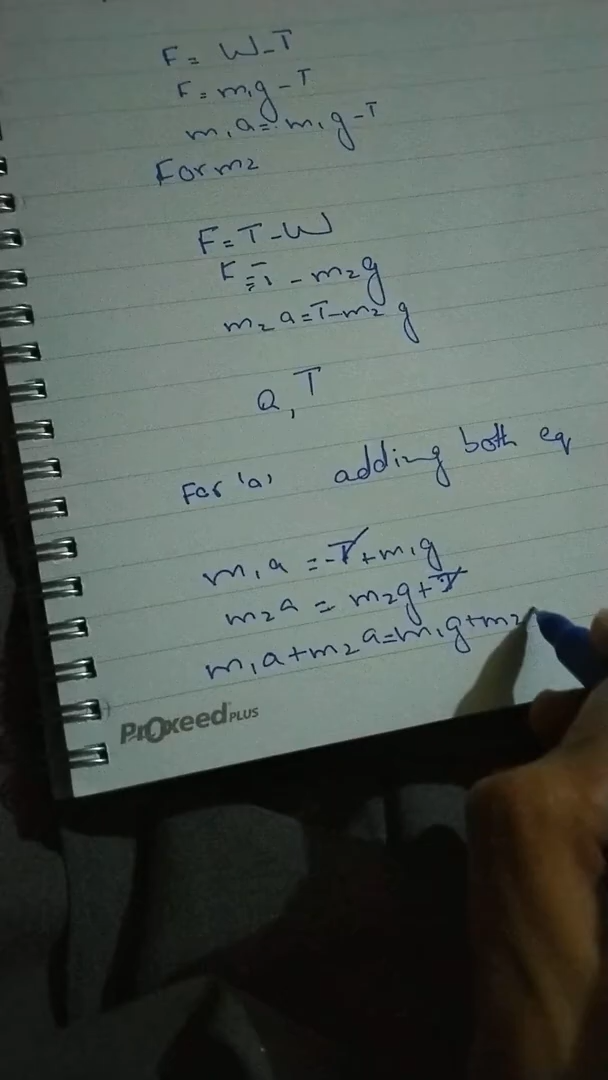 F = W-T
F = m₁g - T
m₁a = m₁g - T
For m₂
F = T - W
F = T - m₂g
m₂a = T - m₂g
a, T
For 'a' adding both eq
m₁a = -T + m₁g
m₂a = m₂g + T
m₁a + m₂a = m₁g + m₂
PrOxeed PLUS